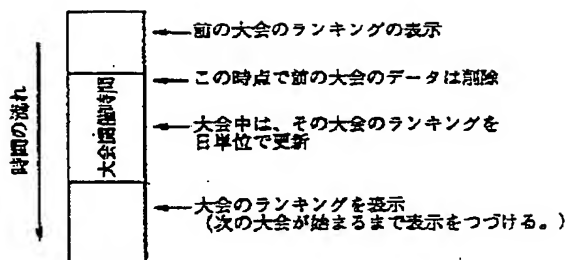 前の大会のランキングの表示
この時点で前の大会のデータは削除
大会中は、その大会のランキングを
日単位で更新
大会のランキングを表示
(次の大会が始まるまで表示をつづける。)
時間の流れ
大会開催時間